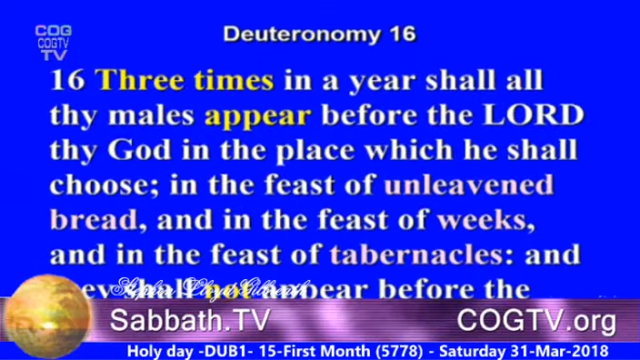 COG
COGTV
TV
Deuteronomy 16
16 Three times in a year shall all
thy males appear before the LORD
thy God in the place which he shall
choose; in the feast of unleavened
bread, and in the feast of weeks,
and in the feast of tabernacles: and
shall not appear before the
Sabbath.TV
COGTV.org
Holy day -DUB1- 15-First Month (5778) - Saturday 31-Mar-2018